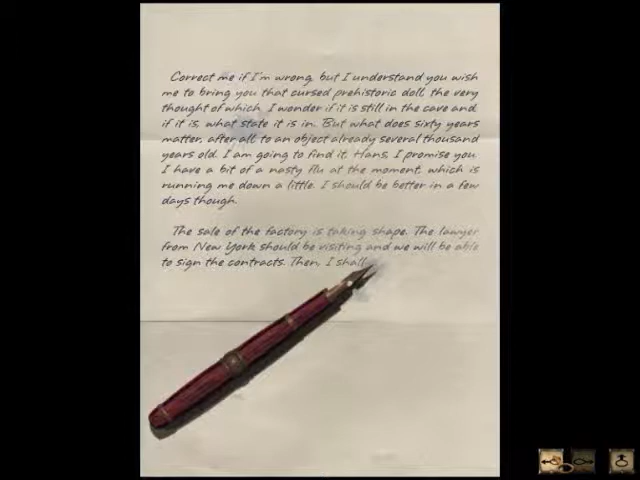 Correct me if I'm wrong, but I understand you wish
me to bring you that cursed prehistoric doll, the very
thought of which. I wonder if it is still in the cave and,
if it is, what state it is in. But what does sixty years
matter, after all, to an object already several thousand
years old. I am going to find it, Hans, I promise you.
I have a bit of a nasty flu at the moment, which is
running me down a little. I should be better in a few
days though.
The sale of the factory is taking shape. The lawyer
from New York should be visiting and we will be able
to sign the contracts. Then, I shall